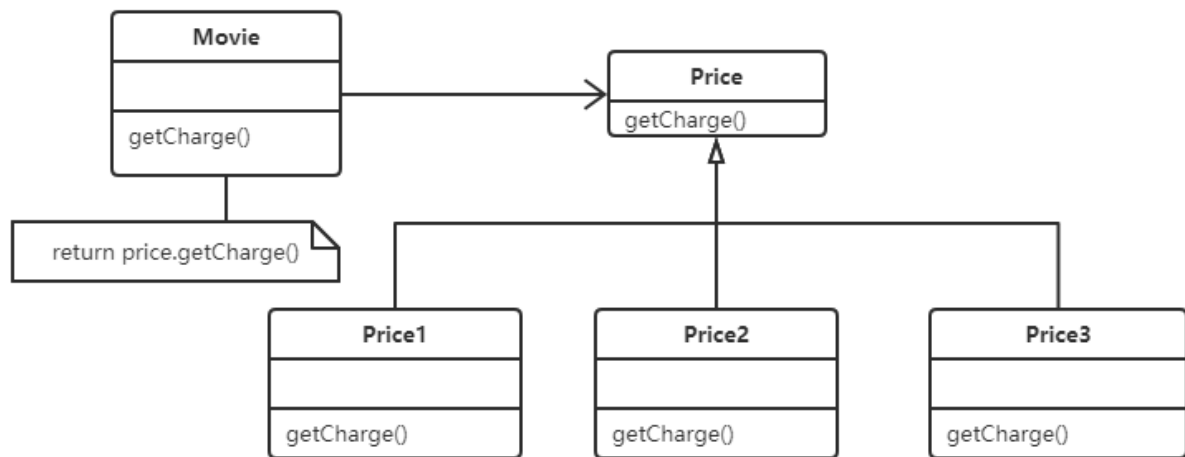 Movie
getCharge()
return price.getCharge()
Price
getCharge()
Price1
getCharge()
Price2
getCharge()
Price3
getCharge()